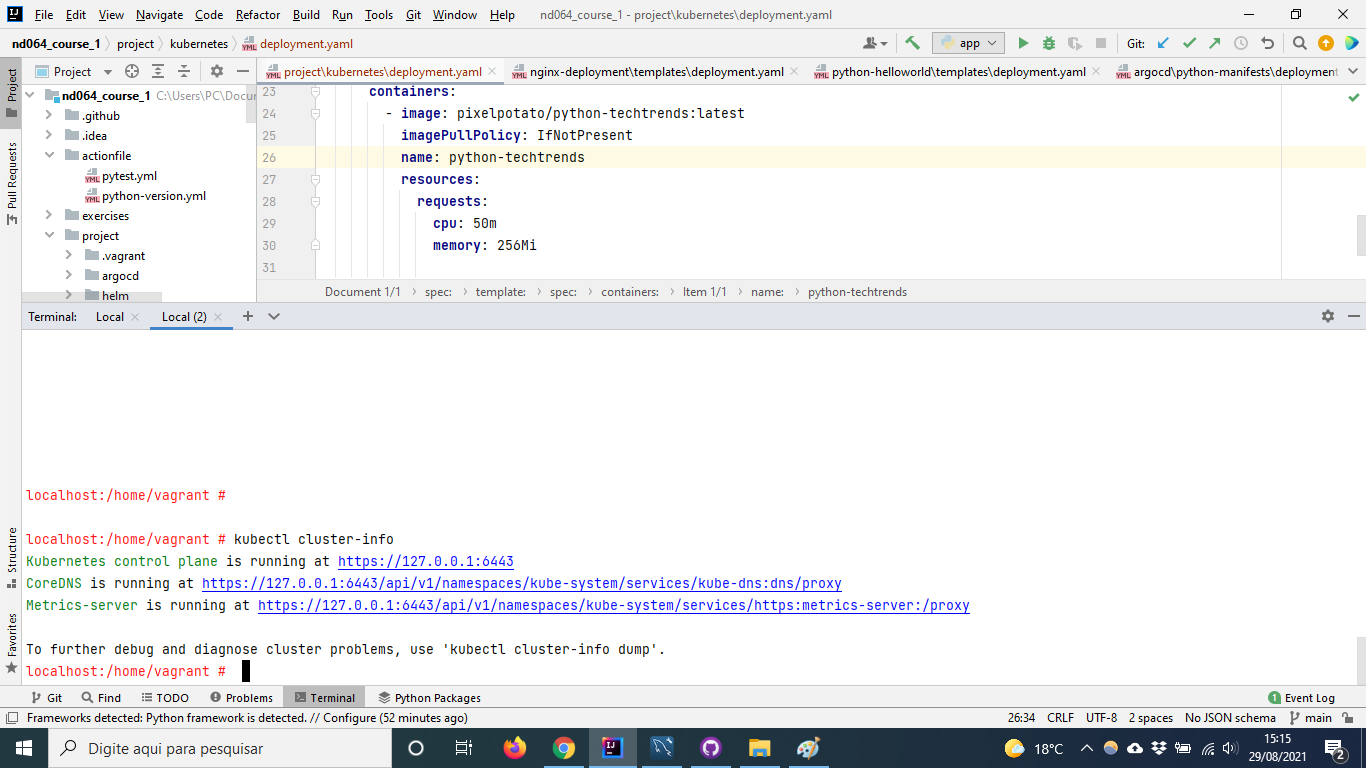 File Edit View Navigate Code Refactor Build Run Tools Git Window Help nd064_course_1 - project\kubernetes\deployment.yaml
nd064_course_1 project kubernetes deployment.yaml app Git:
Project project\kubernetes\deployment.yaml nginx-deployment\templates\deployment.yaml python-helloworld\templates\deployment.yaml argocd\python-manifests\deployment
Project
Pull Requests
Structure
Favorites
nd064_course_1 C:\Users\PC\Docu
.github
.idea
actionfile
pytest.yml
python-version.yml
exercises
project
.vagrant
argocd
helm
23 containers:
24 - image: pixelpotato/python-techtrends:latest
25 imagePullPolicy: IfNotPresent
26 name: python-techtrends
27 resources:
28 requests:
29 cpu: 50m
30 memory: 256Mi
31
Document 1/1 spec: template: spec: containers: Item 1/1 name: python-techtrends
Terminal: Local Local (2)
localhost:/home/vagrant #
localhost:/home/vagrant # kubectl cluster-info
Kubernetes control plane is running at https://127.0.0.1:6443
CoreDNS is running at https://127.0.0.1:6443/api/v1/namespaces/kube-system/services/kube-dns:dns/proxy
Metrics-server is running at https://127.0.0.1:6443/api/v1/namespaces/kube-system/services/https:metrics-server:/proxy
To further debug and diagnose cluster problems, use 'kubectl cluster-info dump'.
localhost:/home/vagrant #
Git Find TODO Problems Terminal Python Packages 1 Event Log
Frameworks detected: Python framework is detected. // Configure (52 minutes ago) 26:34 CRLF UTF-8 2 spaces No JSON schema main
Digite aqui para pesquisar 18°C 15:15
29/08/2021 2